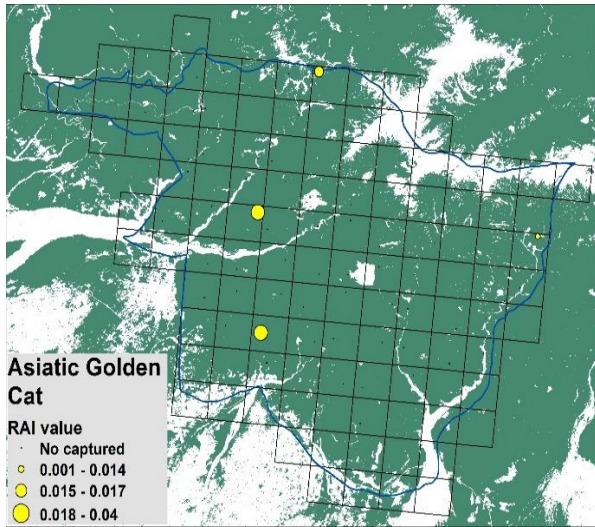 Asiatic Golden
Cat
RAI value
No captured
0.001 - 0.014
0.015 - 0.017
0.018 - 0.04